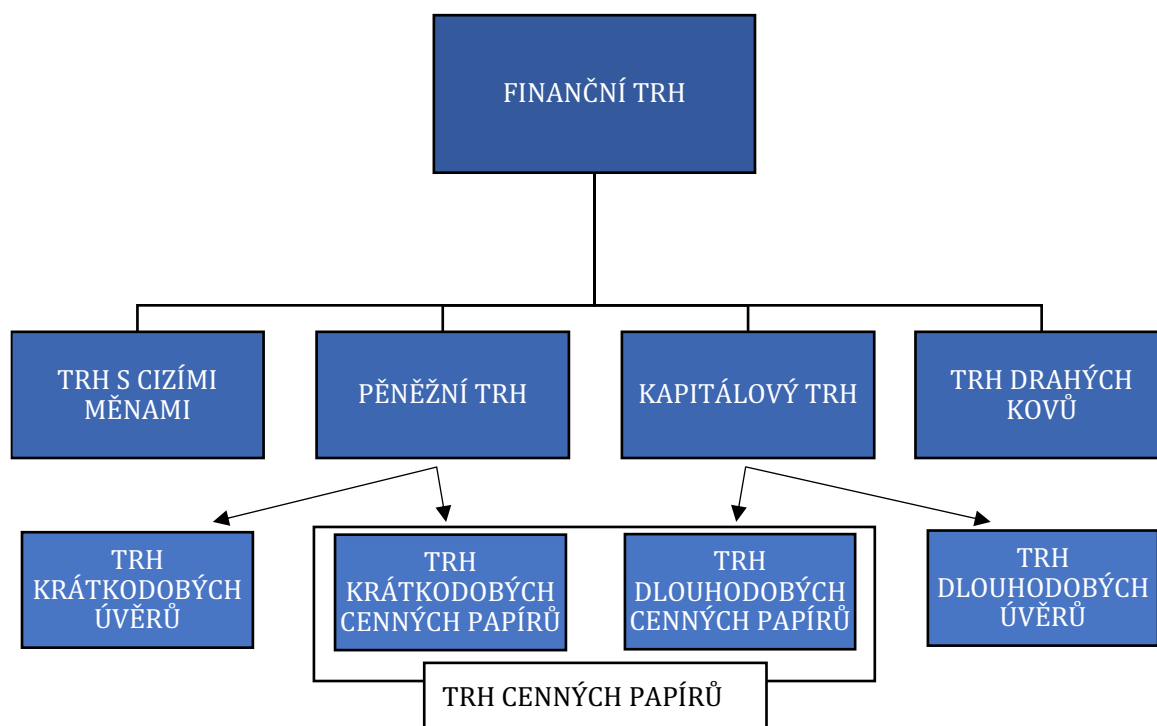 FINANČNÍ TRH
TRH S CIZÍMI
MĚNAMI
PĚNĚŽNÍ TRH
KAPITÁLOVÝ TRH
TRH DRAHÝCH
KOVŮ
TRH
KRÁTKODOBÝCH
ÚVĚRŮ
TRH
KRÁTKODOBÝCH
CENNÝCH PAPÍRŮ
TRH
DLOUHODOBÝCH
CENNÝCH PAPÍRŮ
TRH
DLOUHODOBÝCH
ÚVĚRŮ
TRH CENNÝCH PAPÍRŮ